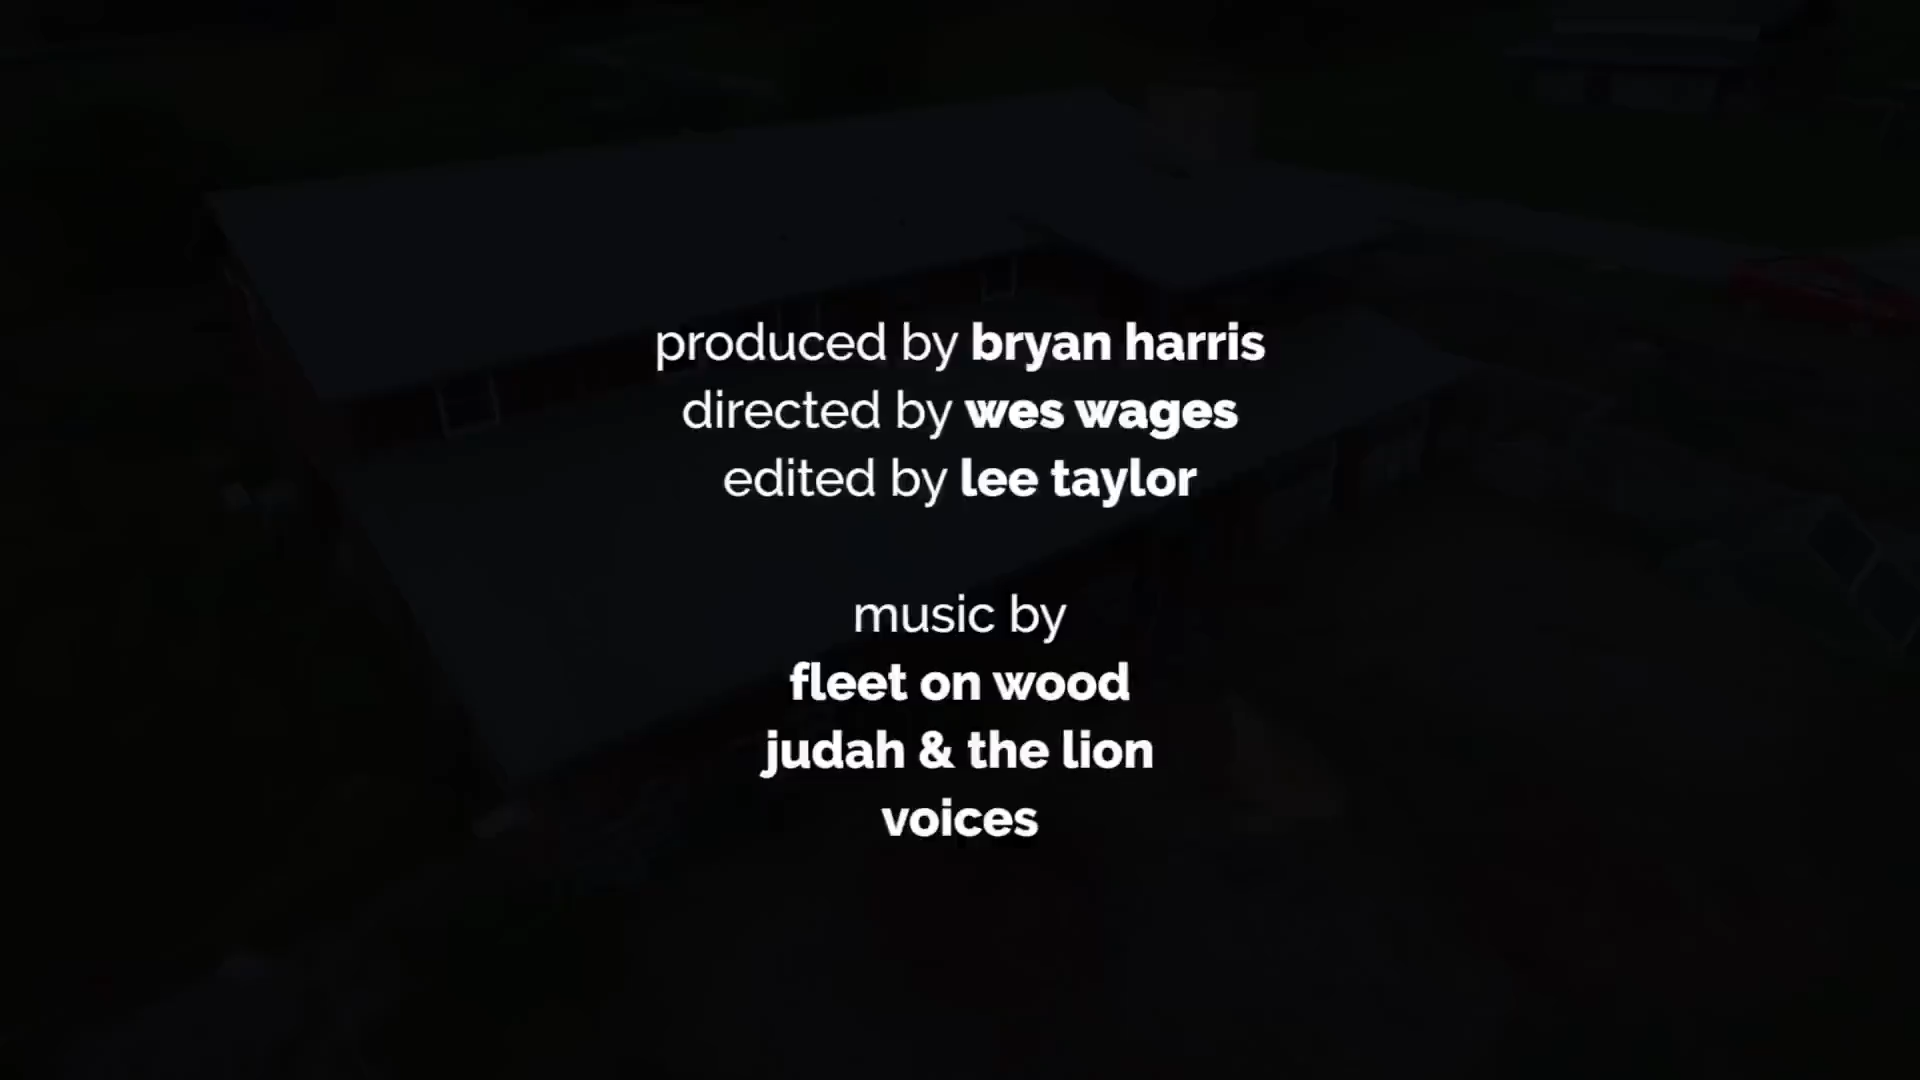 produced by bryan harris
directed by wes wages
edited by lee taylor
music by
fleet on wood
judah & the lion
voices